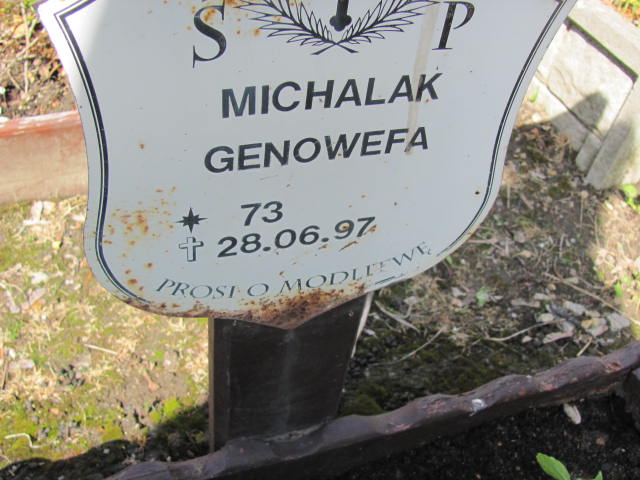 S P
MICHALAK
GENOWEFA
73
28.06.97
PROSI O MODLITWĘ